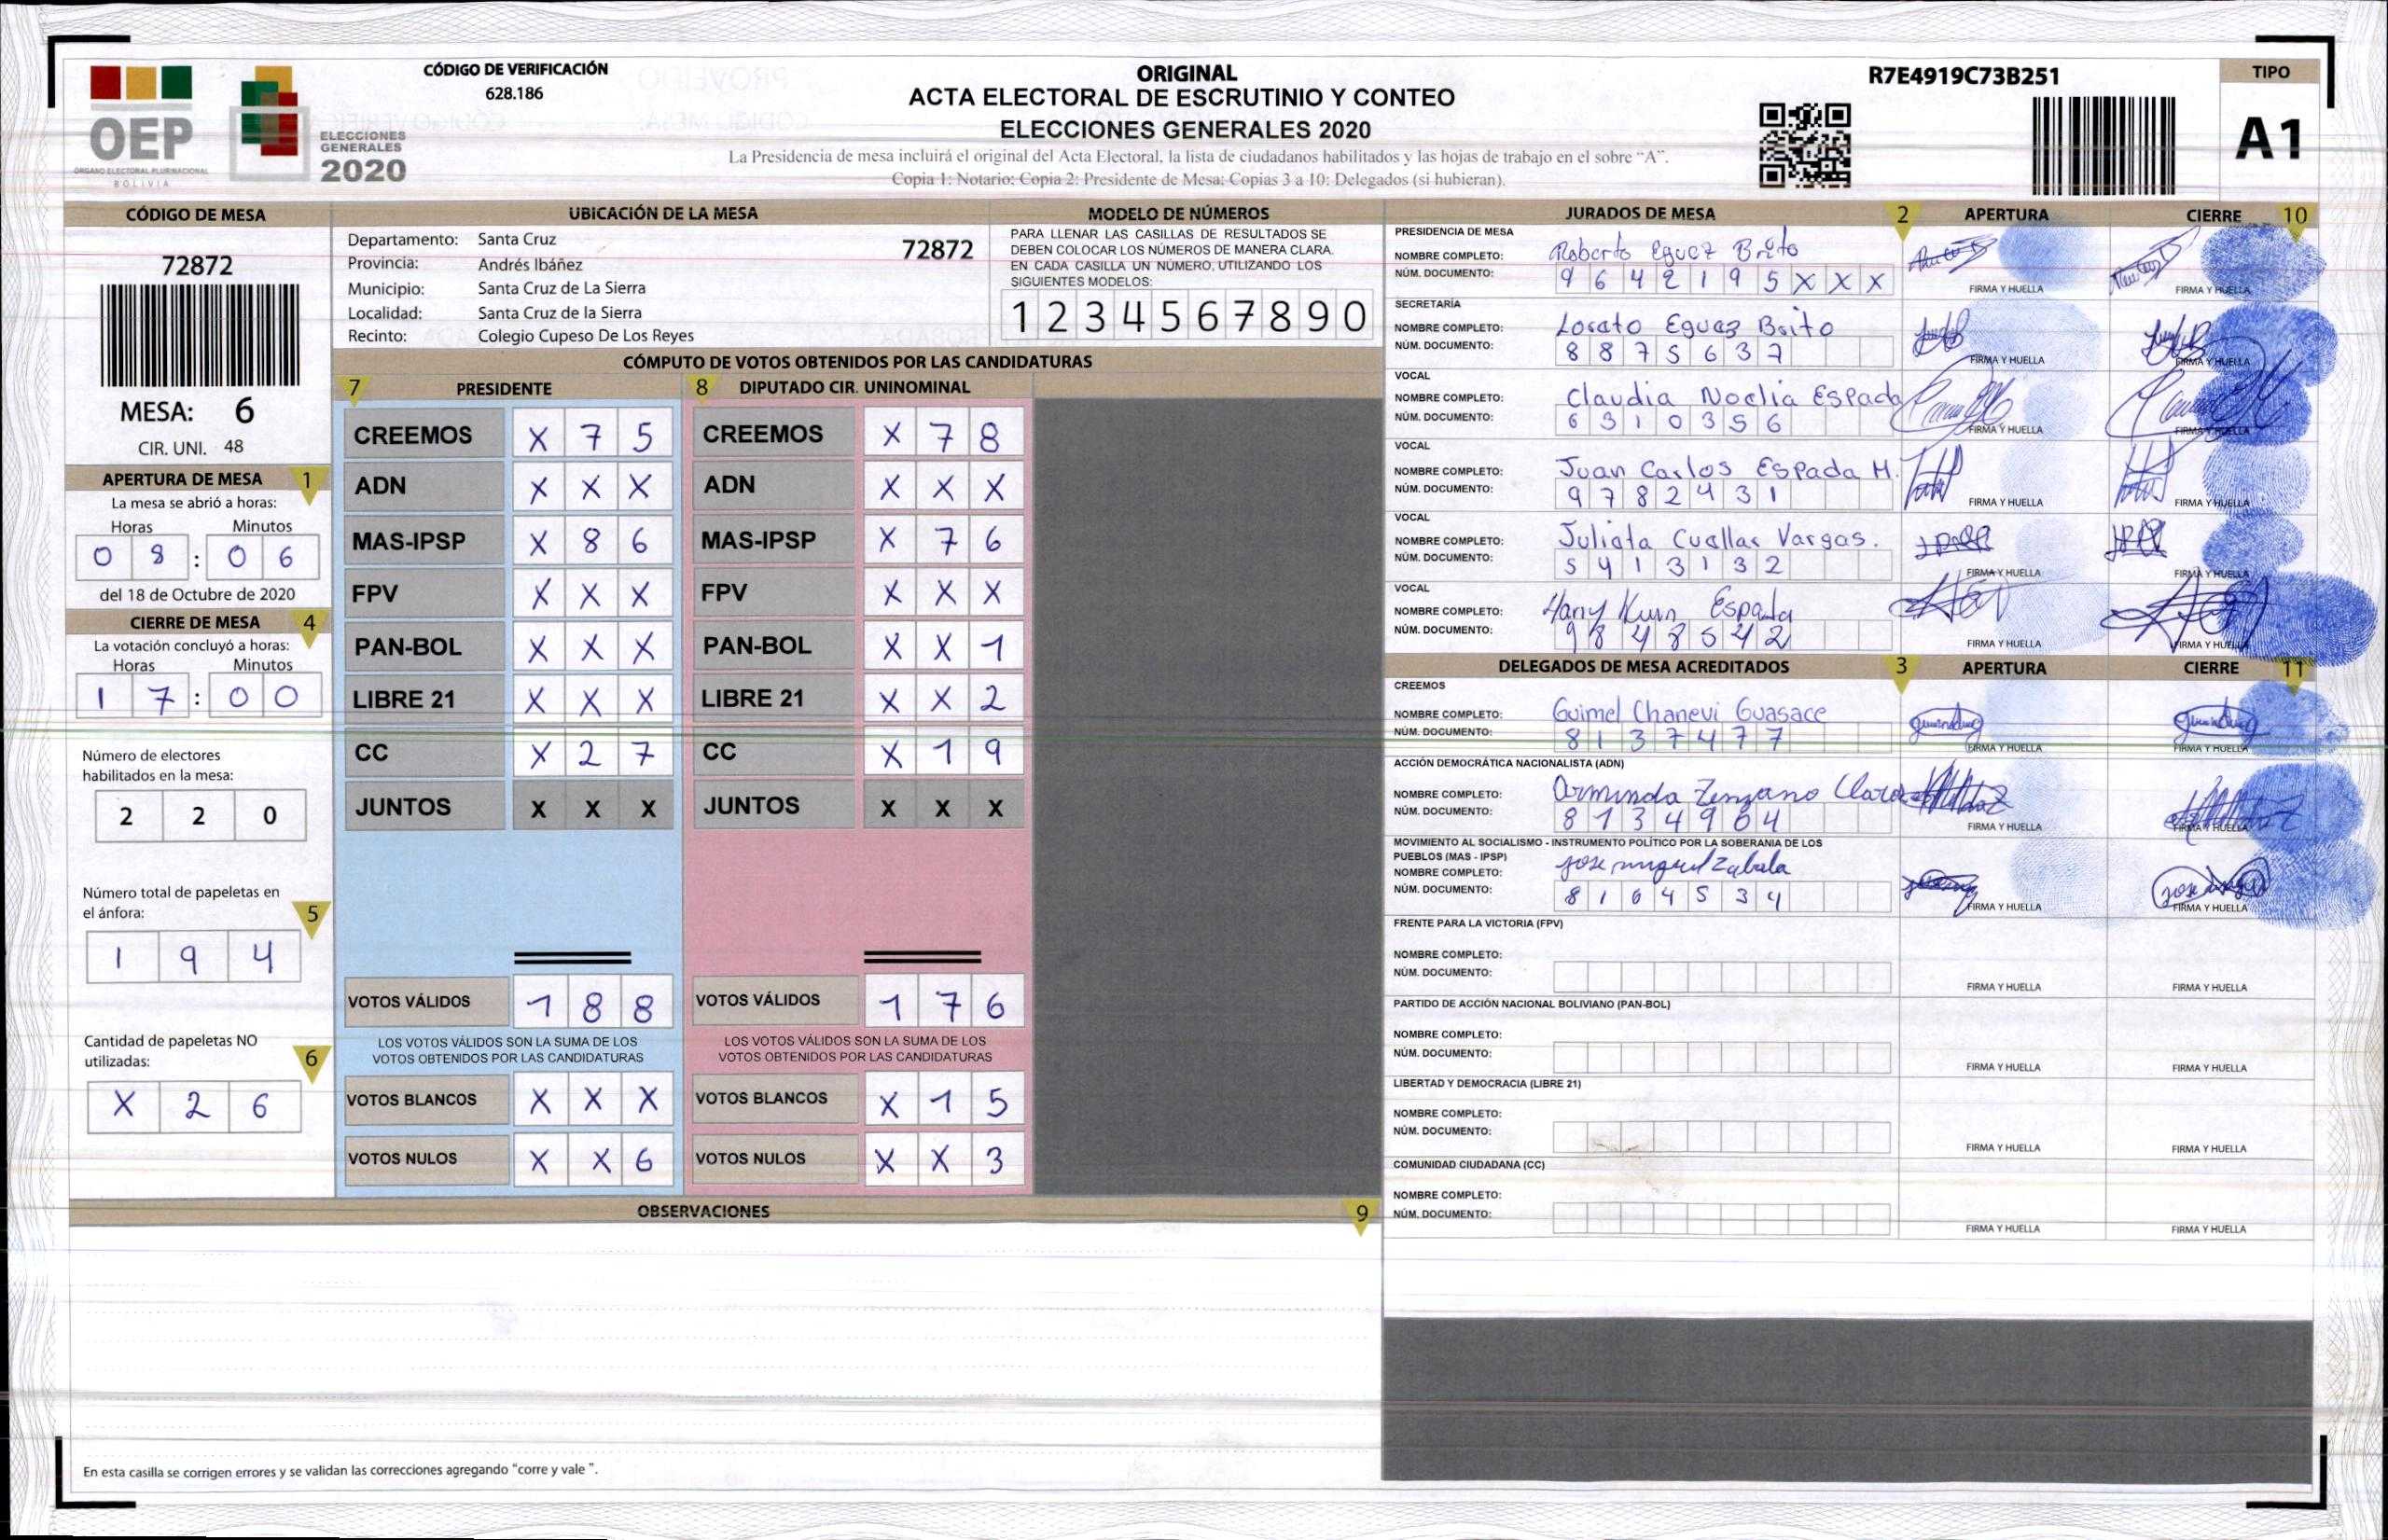 CÓDIGO DE VERIFICACIÓN
628.186
ORIGINAL
ACTA ELECTORAL DE ESCRUTINIO Y CONTEO
ELECCIONES GENERALES 2020
La Presidencia de mesa incluirá el original del Acta Electoral, la lista de ciudadanos habilitados y las hojas de trabajo en el sobre "A".
Copia 1: Notario; Copia 2: Presidente de Mesa; Copias 3 a 10: Delegados (si hubieran).
R7E4919C73B251
TIPO
A1
OEP
ÓRGANO ELECTORAL PLURINACIONAL
BOLIVIA
ELECCIONES
GENERALES
2020
CÓDIGO DE MESA
72872
MESA: 6
CIR. UNI. 48
APERTURA DE MESA 1
La mesa se abrió a horas:
Horas Minutos
0 8 : 0 6
del 18 de Octubre de 2020
CIERRE DE MESA 4
La votación concluyó a horas:
Horas Minutos
1 7 : 0 0
Número de electores
habilitados en la mesa:
2 2 0
Número total de papeletas en
el ánfora: 5
1 9 4
Cantidad de papeletas NO
utilizadas: 6
X 2 6
UBICACIÓN DE LA MESA
Departamento: Santa Cruz 72872
Provincia: Andrés Ibáñez
Municipio: Santa Cruz de La Sierra
Localidad: Santa Cruz de la Sierra
Recinto: Colegio Cupeso De Los Reyes
MODELO DE NÚMEROS
PARA LLENAR LAS CASILLAS DE RESULTADOS SE
DEBEN COLOCAR LOS NÚMEROS DE MANERA CLARA.
EN CADA CASILLA UN NÚMERO, UTILIZANDO LOS
SIGUIENTES MODELOS:
1 2 3 4 5 6 7 8 9 0
CÓMPUTO DE VOTOS OBTENIDOS POR LAS CANDIDATURAS
7 PRESIDENTE 8 DIPUTADO CIR. UNINOMINAL
CREEMOS X 7 5 CREEMOS X 7 8
ADN X X X ADN X X X
MAS-IPSP X 8 6 MAS-IPSP X 7 6
FPV X X X FPV X X X
PAN-BOL X X X PAN-BOL X X 1
LIBRE 21 X X X LIBRE 21 X X 2
CC X 2 7 CC X 1 9
JUNTOS X X X JUNTOS X X X
VOTOS VÁLIDOS 1 8 8 VOTOS VÁLIDOS 1 7 6
LOS VOTOS VÁLIDOS SON LA SUMA DE LOS LOS VOTOS VÁLIDOS SON LA SUMA DE LOS
VOTOS OBTENIDOS POR LAS CANDIDATURAS VOTOS OBTENIDOS POR LAS CANDIDATURAS
VOTOS BLANCOS X X X VOTOS BLANCOS X 1 5
VOTOS NULOS X X 6 VOTOS NULOS X X 3
OBSERVACIONES 9
En esta casilla se corrigen errores y se validan las correcciones agregando "corre y vale ".
JURADOS DE MESA 2 APERTURA CIERRE 10
PRESIDENCIA DE MESA
NOMBRE COMPLETO: Roberto Eguez Brito
NÚM. DOCUMENTO: 9 6 4 2 1 9 5 X X X
FIRMA Y HUELLA FIRMA Y HUELLA
SECRETARÍA
NOMBRE COMPLETO: Losato Eguez Brito
NÚM. DOCUMENTO: 8 8 7 5 6 3 7
FIRMA Y HUELLA FIRMA Y HUELLA
VOCAL
NOMBRE COMPLETO: Claudia Noelia Espada
NÚM. DOCUMENTO: 6 3 1 0 3 5 6
FIRMA Y HUELLA FIRMA Y HUELLA
VOCAL
NOMBRE COMPLETO: Juan Carlos Espada M.
NÚM. DOCUMENTO: 9 7 8 2 4 3 1
FIRMA Y HUELLA FIRMA Y HUELLA
VOCAL
NOMBRE COMPLETO: Julieta Cuellar Vargas.
NÚM. DOCUMENTO: 5 4 1 3 1 3 2
FIRMA Y HUELLA FIRMA Y HUELLA
VOCAL
NOMBRE COMPLETO: Espada
NÚM. DOCUMENTO: 9 8 4 8 5 4 2
FIRMA Y HUELLA FIRMA Y HUELLA
DELEGADOS DE MESA ACREDITADOS 3 APERTURA CIERRE 11
CREEMOS
NOMBRE COMPLETO: Guimel Chanevi Guasace
NÚM. DOCUMENTO: 8 1 3 7 4 7 7
FIRMA Y HUELLA FIRMA Y HUELLA
ACCIÓN DEMOCRÁTICA NACIONALISTA (ADN)
NOMBRE COMPLETO: Arminda Zenzano Claros
NÚM. DOCUMENTO: 8 1 3 4 9 6 4
FIRMA Y HUELLA FIRMA Y HUELLA
MOVIMIENTO AL SOCIALISMO - INSTRUMENTO POLÍTICO POR LA SOBERANIA DE LOS
PUEBLOS (MAS - IPSP)
NOMBRE COMPLETO: Jose miguel Zabala
NÚM. DOCUMENTO: 8 1 6 4 5 3 4
FIRMA Y HUELLA FIRMA Y HUELLA
FRENTE PARA LA VICTORIA (FPV)
NOMBRE COMPLETO:
NÚM. DOCUMENTO:
FIRMA Y HUELLA FIRMA Y HUELLA
PARTIDO DE ACCIÓN NACIONAL BOLIVIANO (PAN-BOL)
NOMBRE COMPLETO:
NÚM. DOCUMENTO:
FIRMA Y HUELLA FIRMA Y HUELLA
LIBERTAD Y DEMOCRACIA (LIBRE 21)
NOMBRE COMPLETO:
NÚM. DOCUMENTO:
FIRMA Y HUELLA FIRMA Y HUELLA
COMUNIDAD CIUDADANA (CC)
NOMBRE COMPLETO:
NÚM. DOCUMENTO:
FIRMA Y HUELLA FIRMA Y HUELLA